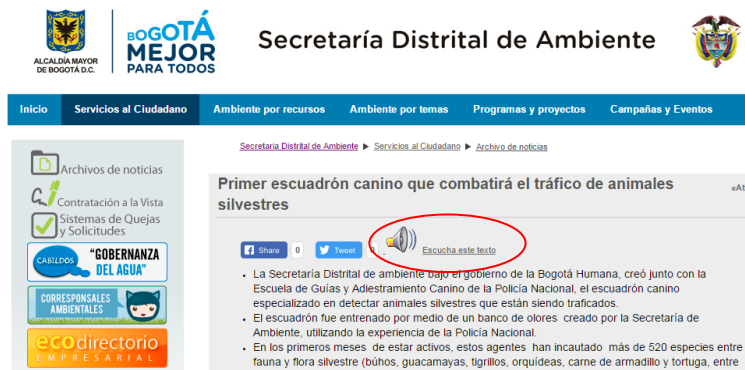 ALCALDÍA MAYOR
DE BOGOTÁ D.C.
BOGOTÁ
MEJOR
PARA TODOS
Secretaría Distrital de Ambiente
Inicio Servicios al Ciudadano Ambiente por recursos Ambiente por temas Programas y proyectos Campañas y Eventos
Secretaria Distrital de Ambiente ▶ Servicios al Ciudadano ▶ Archivo de noticias
Archivos de noticias
Contratación a la Vista
Sistemas de Quejas
y Solicitudes
CABILDOS "GOBERNANZA
DEL AGUA"
CORRESPONSALES
AMBIENTALES
ecodirectorio
EMPRESARIAL
Primer escuadrón canino que combatirá el tráfico de animales
silvestres
«At
Share 0 Tweet Escucha este texto
• La Secretaría Distrital de ambiente bajo el gobierno de la Bogotá Humana, creó junto con la
Escuela de Guías y Adiestramiento Canino de la Policía Nacional, el escuadrón canino
especializado en detectar animales silvestres que están siendo traficados.
• El escuadrón fue entrenado por medio de un banco de olores creado por la Secretaría de
Ambiente, utilizando la experiencia de la Policía Nacional.
• En los primeros meses de estar activos, estos agentes han incautado más de 520 especies entre
fauna y flora silvestre (búhos, guacamayas, tigrillos, orquídeas, carne de armadillo y tortuga, entre